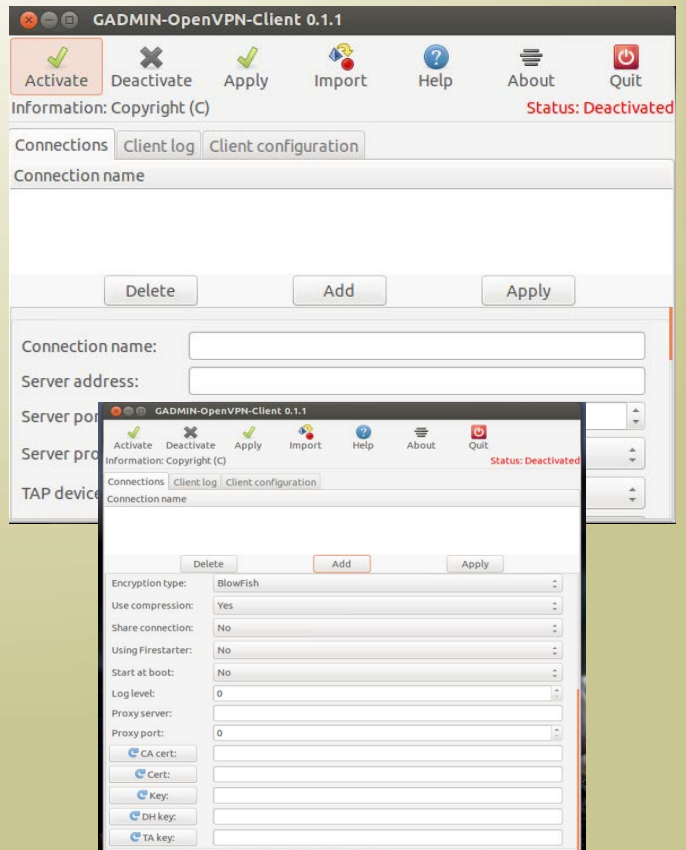 GADMIN-OpenVPN-Client 0.1.1
Activate Deactivate Apply Import Help About Quit
Information: Copyright (C) Status: Deactivated
Connections Client log Client configuration
Connection name
Delete Add Apply
Connection name:
Server address:
Server por
Server pro
TAP device
GADMIN-OpenVPN-Client 0.1.1
Activate Deactivate Apply Import Help About Quit
Information: Copyright (C) Status: Deactivated
Connections Client log Client configuration
Connection name
Delete Add Apply
Encryption type: BlowFish
Use compression: Yes
Share connection: No
Using Firestarter: No
Start at boot: No
Log level: 0
Proxy server:
Proxy port: 0
CA cert:
Cert:
Key:
DH key:
TA key: